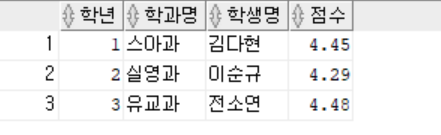 학년 학과명 학생명 점수
1 1 스마과 김다현 4.45
2 2 실영과 이순규 4.29
3 3 유교과 전소연 4.48